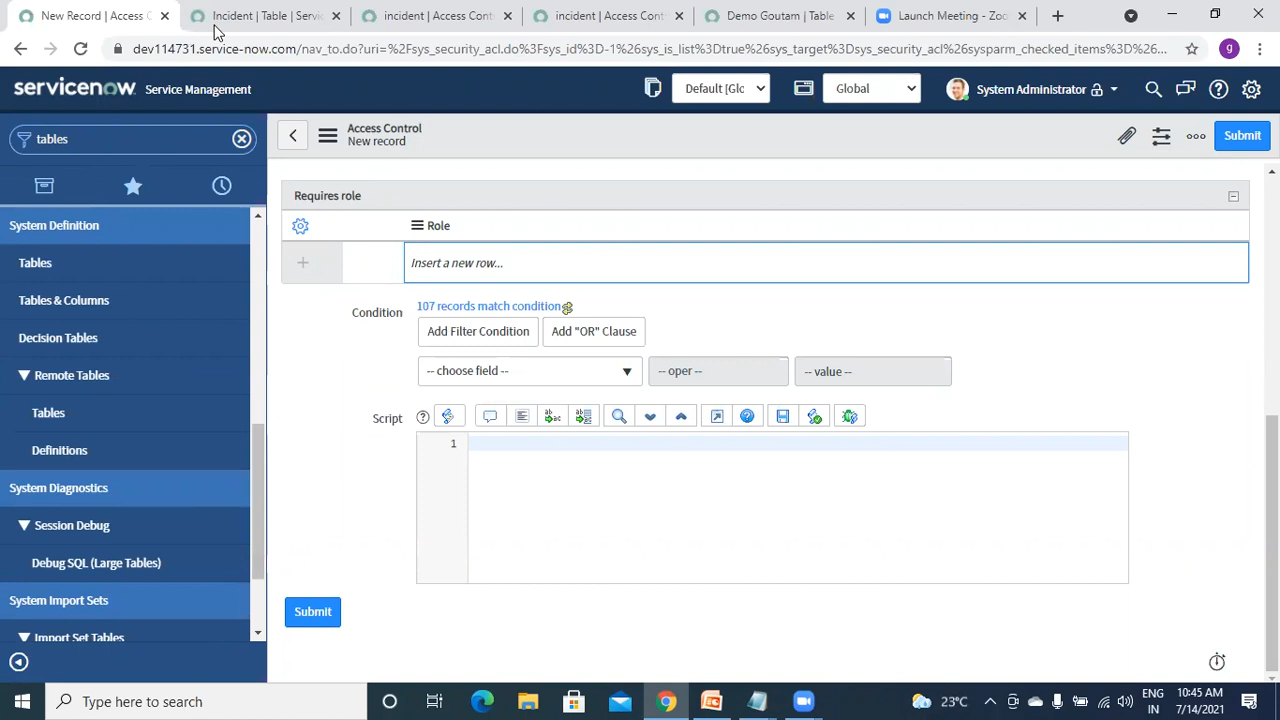 New Record | Access C
Incident | Table | Servic
incident | Access Contr
incident | Access Contr
Demo Goutam | Table
Launch Meeting - Zoo
dev114731.service-now.com/nav_to.do?uri=%2Fsys_security_acl.do%3Fsys_id%3D-1%26sys_is_list%3Dtrue%26sys_target%3Dsys_security_acl%26sysparm_checked_items%3D%26...
g
servicenow Service Management
Default [Glo
Global
System Administrator
tables
Access Control
New record
Submit
System Definition
Tables
Tables & Columns
Decision Tables
Remote Tables
Tables
Definitions
System Diagnostics
Session Debug
Debug SQL (Large Tables)
System Import Sets
Import Set Tables
Requires role
Role
Insert a new row...
Condition
107 records match condition
Add Filter Condition
Add "OR" Clause
-- choose field --
-- oper --
-- value --
Script
1
Submit
Type here to search
23°C
ENG
IN
10:45 AM
7/14/2021